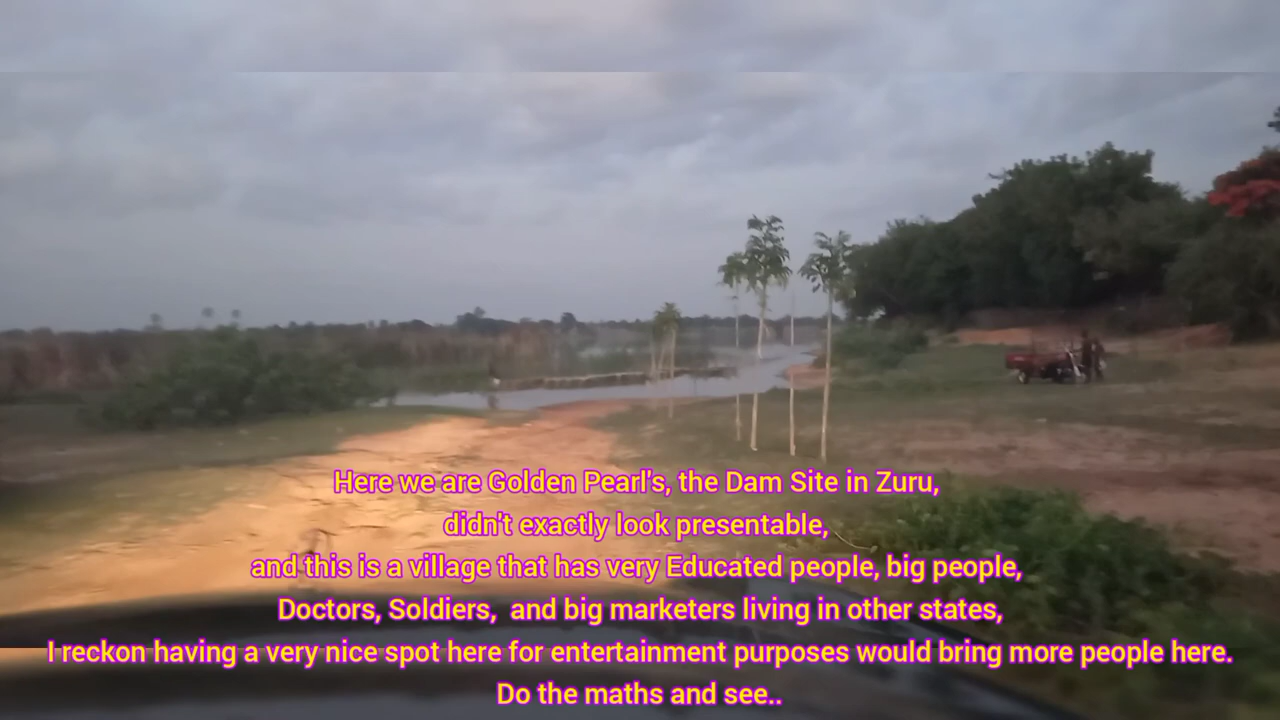 Here we are Golden Pearl's, the Dam Site in Zuru,
didn't exactly look presentable,
and this is a village that has very Educated people, big people,
Doctors, Soldiers,  and big marketers living in other states,
I reckon having a very nice spot here for entertainment purposes would bring more people here.
Do the maths and see..